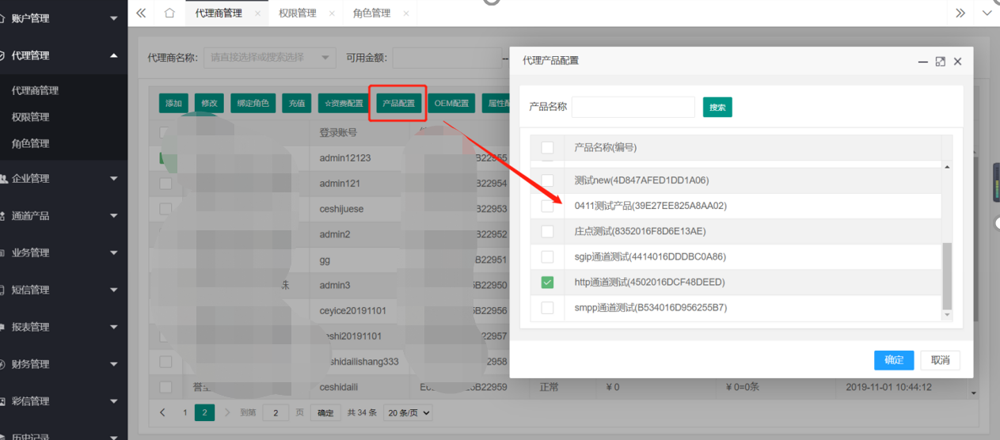 账户管理
代理商管理
权限管理
角色管理
代理管理
代理商管理
权限管理
角色管理
企业管理
通道产品
业务管理
短信管理
报表管理
财务管理
彩信管理
历史记录
代理商名称: 请直接选择或搜索选择 可用金额: --
添加 修改 绑定角色 充值 ☆资费配置 产品配置 OEM配置 属性配
登录账号
admin12123 B22955
admin121 B22954
ceshijuese B22953
admin2 B22952
gg B22951
admin3 B22950
ceyice20191101 B22956
shi20191101 22957
shidailishang333 2958
ceshidaili B22959 正常 ¥ 0 ¥ 0=0条 2019-11-01 10:44:12
1 2 到第 2 页 确定 共 34 条 20 条/页
代理产品配置
产品名称 搜索
产品名称(编号)
测试new(4D847AFED1DD1A06)
0411测试产品(39E27EE825A8AA02)
庄点测试(8352016F8D6E13AE)
sgip通道测试(4414016DDDBC0A86)
http通道测试(4502016DCF48DEED)
smpp通道测试(B534016D956255B7)
确定 取消